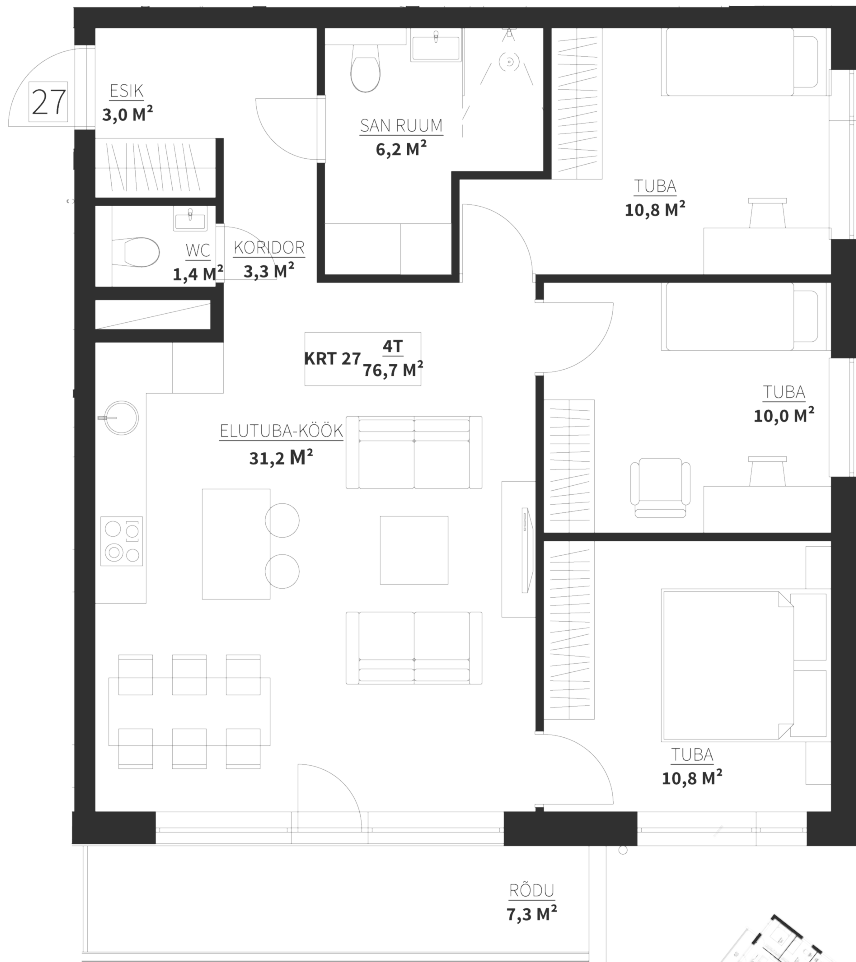 27
ESIK
3,0 M²
SAN RUUM
6,2 M²
TUBA
10,8 M²
WC
1,4 M²
KORIDOR
3,3 M²
KRT 27 4T
76,7 M²
TUBA
10,0 M²
ELUTUBA-KÖÖK
31,2 M²
TUBA
10,8 M²
RÕDU
7,3 M²